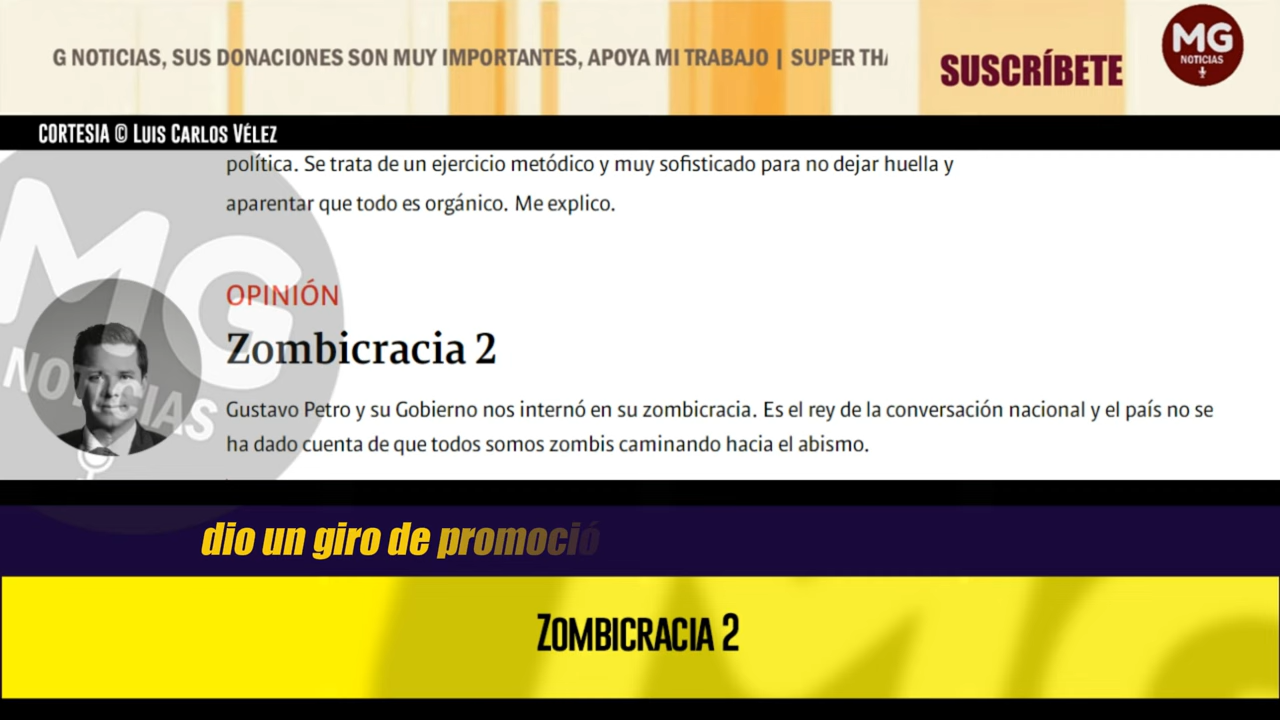 G NOTICIAS, SUS DONACIONES SON MUY IMPORTANTES, APOYA MI TRABAJO | SUPER THA
SUSCRÍBETE
MG
NOTICIAS
CORTESIA © LUIS CARLOS VÉLEZ
política. Se trata de un ejercicio metódico y muy sofisticado para no dejar huella y
aparentar que todo es orgánico. Me explico.
MG
NOTICIAS
OPINIÓN
Zombicracia 2
Gustavo Petro y su Gobierno nos internó en su zombicracia. Es el rey de la conversación nacional y el país no se
ha dado cuenta de que todos somos zombis caminando hacia el abismo.
dio un giro de promoció
ZOMBICRACIA 2